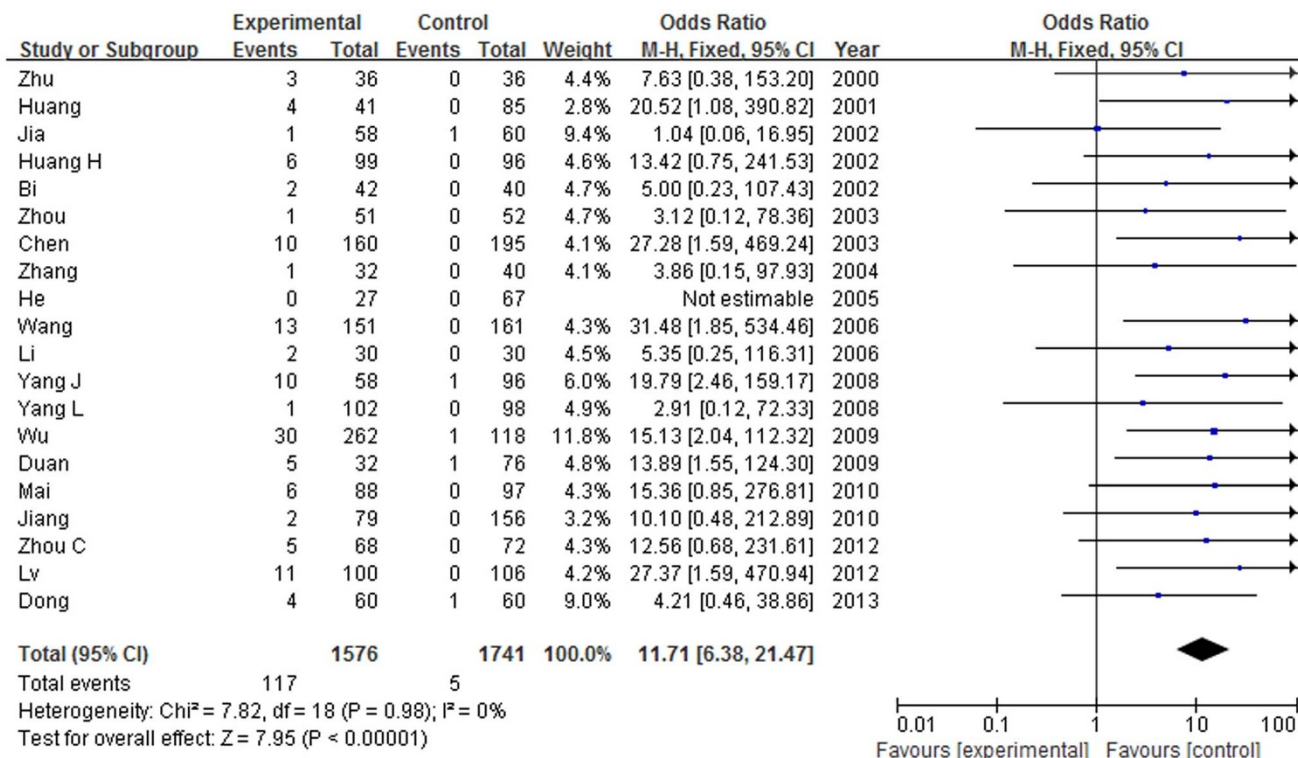 Experimental Control Odds Ratio Odds Ratio
Study or Subgroup Events Total Events Total Weight M-H, Fixed, 95% CI Year M-H, Fixed, 95% CI
Zhu 3 36 0 36 4.4% 7.63 [0.38, 153.20] 2000
Huang 4 41 0 85 2.8% 20.52 [1.08, 390.82] 2001
Jia 1 58 1 60 9.4% 1.04 [0.06, 16.95] 2002
Huang H 6 99 0 96 4.6% 13.42 [0.75, 241.53] 2002
Bi 2 42 0 40 4.7% 5.00 [0.23, 107.43] 2002
Zhou 1 51 0 52 4.7% 3.12 [0.12, 78.36] 2003
Chen 10 160 0 195 4.1% 27.28 [1.59, 469.24] 2003
Zhang 1 32 0 40 4.1% 3.86 [0.15, 97.93] 2004
He 0 27 0 67 Not estimable 2005
Wang 13 151 0 161 4.3% 31.48 [1.85, 534.46] 2006
Li 2 30 0 30 4.5% 5.35 [0.25, 116.31] 2006
Yang J 10 58 1 96 6.0% 19.79 [2.46, 159.17] 2008
Yang L 1 102 0 98 4.9% 2.91 [0.12, 72.33] 2008
Wu 30 262 1 118 11.8% 15.13 [2.04, 112.32] 2009
Duan 5 32 1 76 4.8% 13.89 [1.55, 124.30] 2009
Mai 6 88 0 97 4.3% 15.36 [0.85, 276.81] 2010
Jiang 2 79 0 156 3.2% 10.10 [0.48, 212.89] 2010
Zhou C 5 68 0 72 4.3% 12.56 [0.68, 231.61] 2012
Lv 11 100 0 106 4.2% 27.37 [1.59, 470.94] 2012
Dong 4 60 1 60 9.0% 4.21 [0.46, 38.86] 2013
Total (95% CI) 1576 1741 100.0% 11.71 [6.38, 21.47]
Total events 117 5
Heterogeneity: Chi² = 7.82, df = 18 (P = 0.98); I² = 0%
Test for overall effect: Z = 7.95 (P < 0.00001)
0.01 0.1 1 10 100
Favours [experimental] Favours [control]